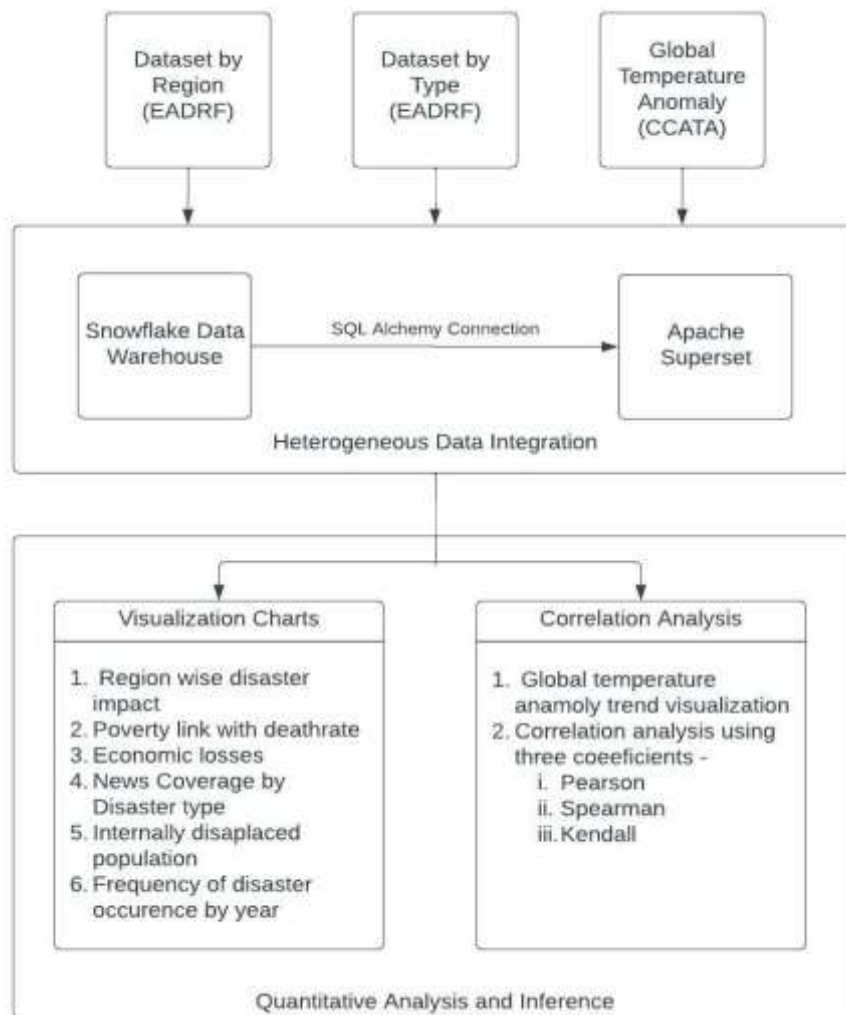 Dataset by
Region
(EADRF)
Dataset by
Type
(EADRF)
Global
Temperature
Anomaly
(CCATA)
Snowflake Data
Warehouse
SQL Alchemy Connection
Apache
Superset
Heterogeneous Data Integration
Visualization Charts
1. Region wise disaster
impact
2. Poverty link with deathrate
3. Economic losses
4. News Coverage by
Disaster type
5. Internally disaplaced
population
6. Frequency of disaster
occurence by year
Correlation Analysis
1. Global temperature
anamoly trend visualization
2. Correlation analysis using
three coeeficients -
i. Pearson
ii. Spearman
iii. Kendall
Quantitative Analysis and Inference